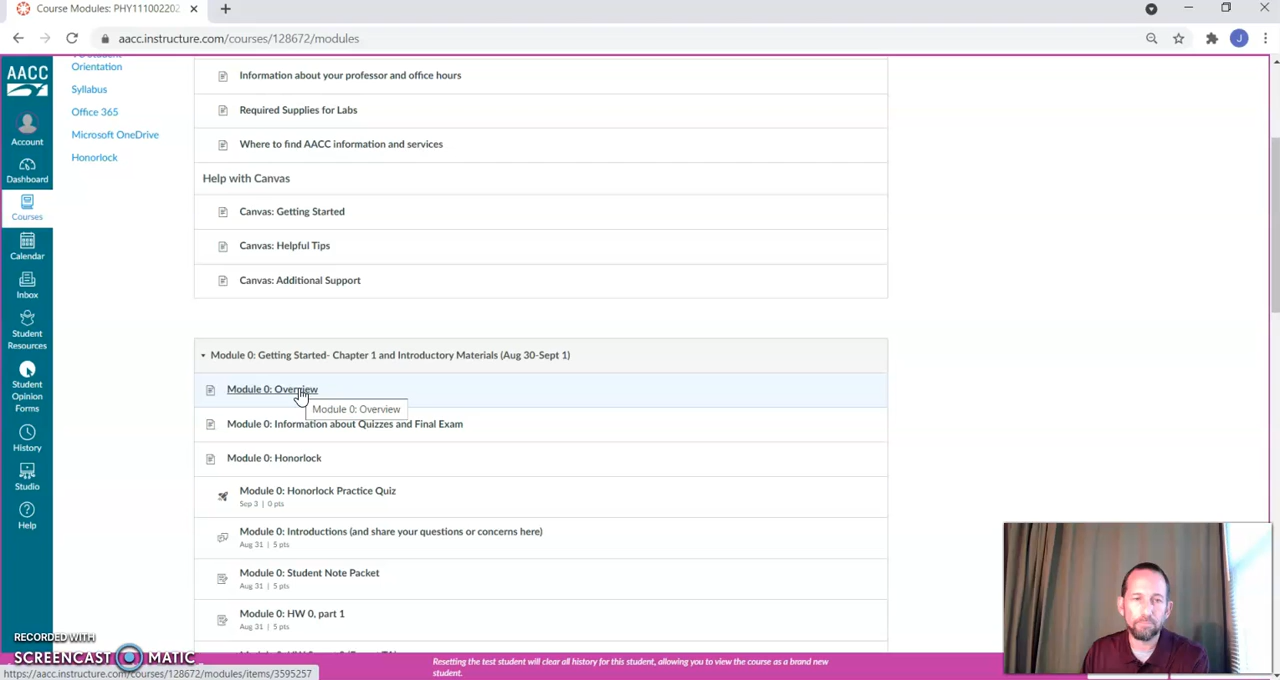 Course Modules: PHY111002202
aacc.instructure.com/courses/128672/modules
J
AACC
Account
Dashboard
Courses
Calendar
Inbox
Student
Resources
Student
Opinion
Forms
History
Studio
Help
Orientation
Syllabus
Office 365
Microsoft OneDrive
Honorlock
Information about your professor and office hours
Required Supplies for Labs
Where to find AACC information and services
Help with Canvas
Canvas: Getting Started
Canvas: Helpful Tips
Canvas: Additional Support
Module 0: Getting Started- Chapter 1 and Introductory Materials (Aug 30-Sept 1)
Module 0: Overview
Module 0: Overview
Module 0: Information about Quizzes and Final Exam
Module 0: Honorlock
Module 0: Honorlock Practice Quiz
Sep 3 | 0 pts
Module 0: Introductions (and share your questions or concerns here)
Aug 31 | 5 pts
Module 0: Student Note Packet
Aug 31 | 5 pts
Module 0: HW 0, part 1
Aug 31 | 5 pts
RECORDED WITH
SCREENCAST MATIC
Resetting the test student will clear all history for this student, allowing you to view the course as a brand new
student.
https://aacc.instructure.com/courses/128672/modules/items/3595257